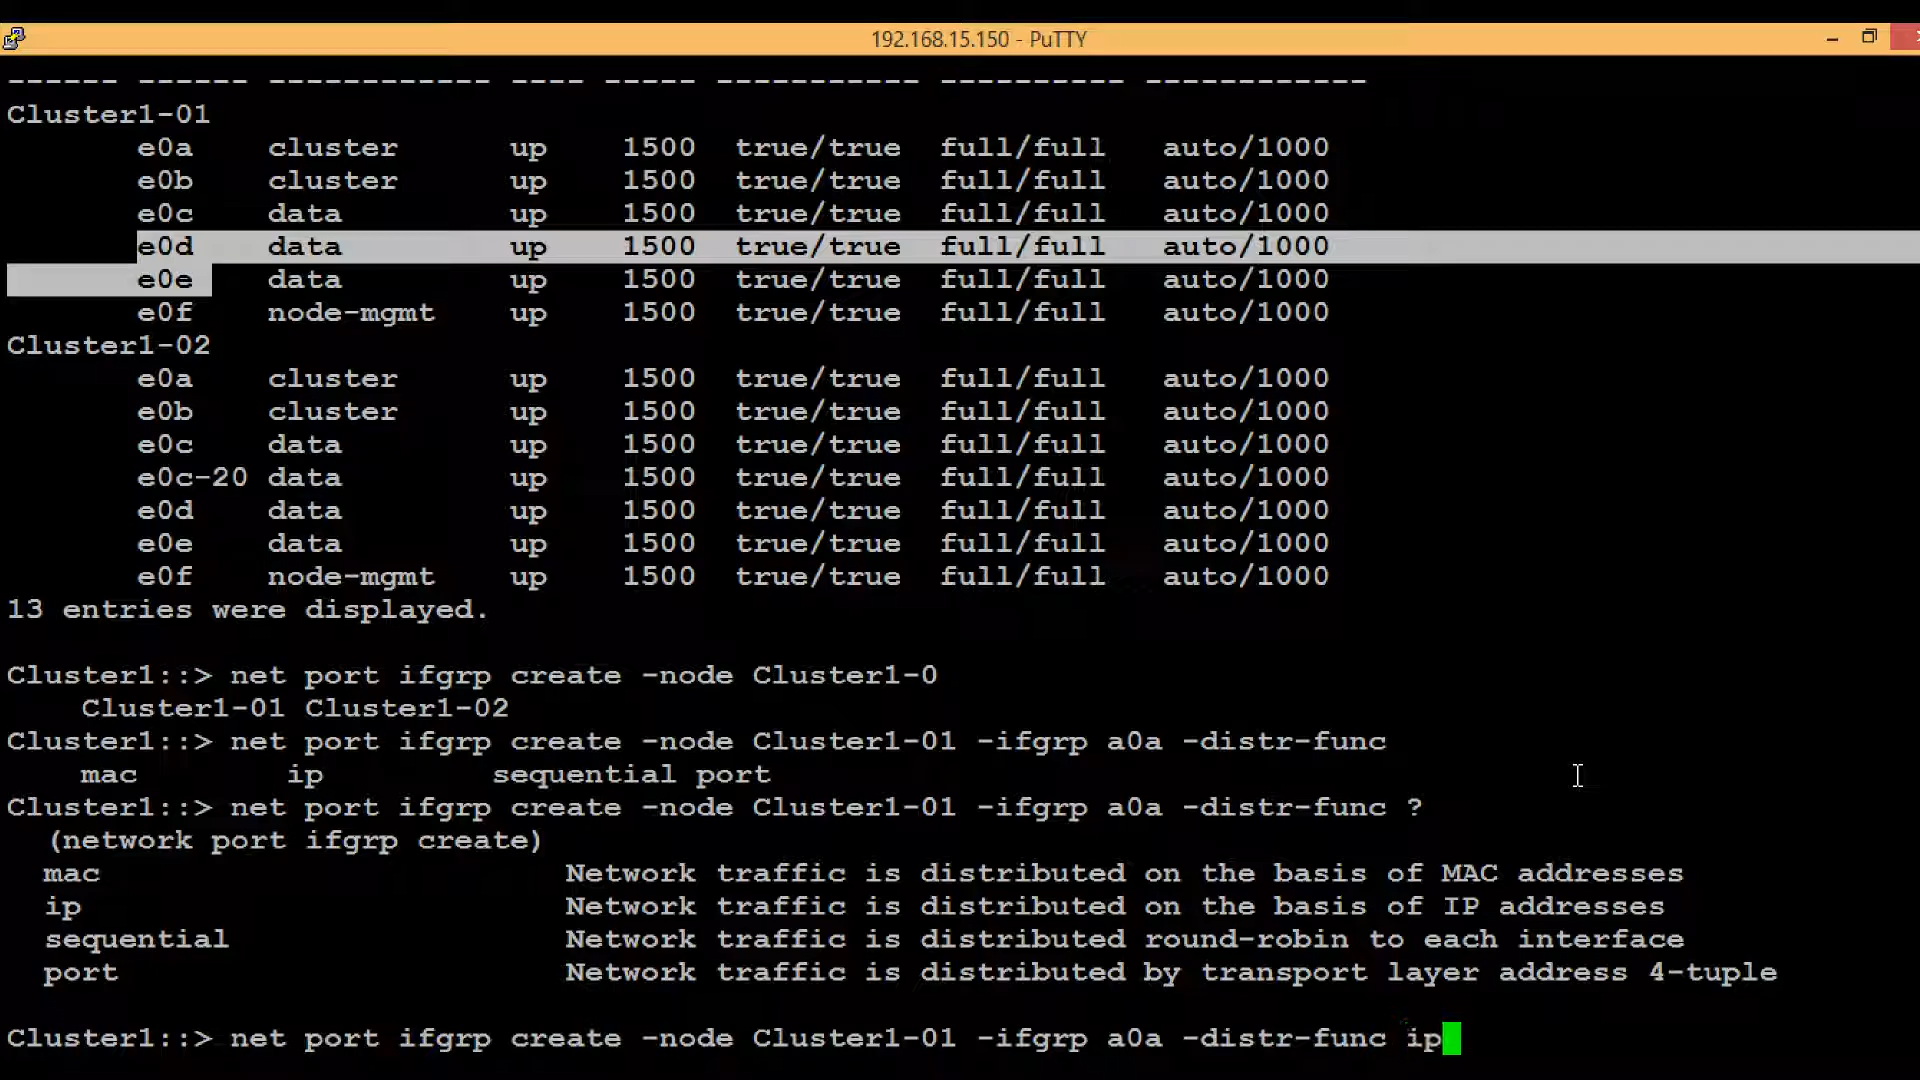 192.168.15.150 - PuTTY
------ ------ ------------ ---- ----- ----------- ---------- ------------
Cluster1-01
       e0a    cluster      up    1500  true/true  full/full   auto/1000
       e0b    cluster      up    1500  true/true  full/full   auto/1000
       e0c    data         up    1500  true/true  full/full   auto/1000
       e0d    data         up    1500  true/true  full/full   auto/1000
       e0e    data         up    1500  true/true  full/full   auto/1000
       e0f    node-mgmt    up    1500  true/true  full/full   auto/1000
Cluster1-02
       e0a    cluster      up    1500  true/true  full/full   auto/1000
       e0b    cluster      up    1500  true/true  full/full   auto/1000
       e0c    data         up    1500  true/true  full/full   auto/1000
       e0c-20 data         up    1500  true/true  full/full   auto/1000
       e0d    data         up    1500  true/true  full/full   auto/1000
       e0e    data         up    1500  true/true  full/full   auto/1000
       e0f    node-mgmt    up    1500  true/true  full/full   auto/1000
13 entries were displayed.
Cluster1::> net port ifgrp create -node Cluster1-0
    Cluster1-01 Cluster1-02
Cluster1::> net port ifgrp create -node Cluster1-01 -ifgrp a0a -distr-func
    mac        ip         sequential port
Cluster1::> net port ifgrp create -node Cluster1-01 -ifgrp a0a -distr-func ?
  (network port ifgrp create)
  mac                         Network traffic is distributed on the basis of MAC addresses
  ip                          Network traffic is distributed on the basis of IP addresses
  sequential                  Network traffic is distributed round-robin to each interface
  port                        Network traffic is distributed by transport layer address 4-tuple
Cluster1::> net port ifgrp create -node Cluster1-01 -ifgrp a0a -distr-func ip